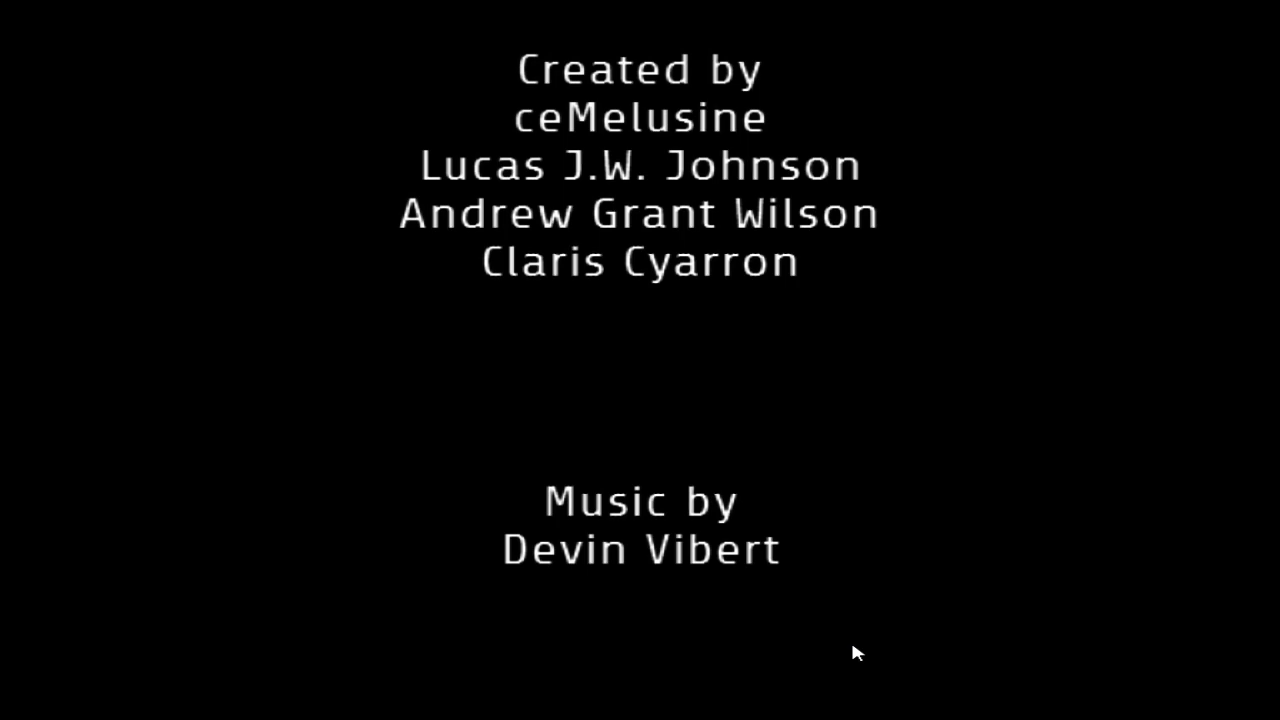 Created by
ceMelusine
Lucas J.W. Johnson
Andrew Grant Wilson
Claris Cyarron
Music by
Devin Vibert